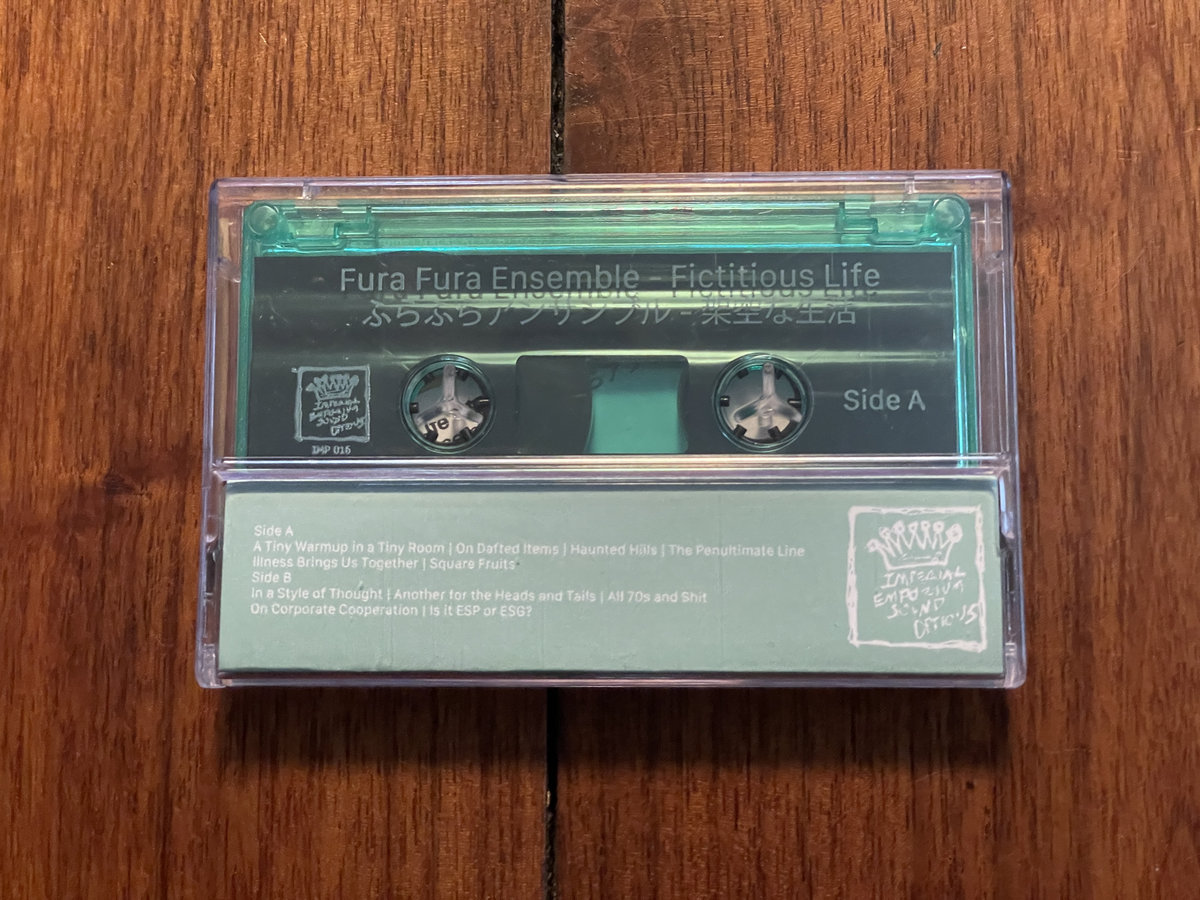 Fura Fura Ensemble - Fictitious Life
ふらふらアンサンブル - 架空な生活
Side A
IMP 016
Side A
A Tiny Warmup in a Tiny Room | On Dafted Items | Haunted Hills | The Penultimate Line
Illness Brings Us Together | Square Fruits
Side B
In a Style of Thought | Another for the Heads and Tails | All 70s and Shit
On Corporate Cooperation | Is it ESP or ESG?
IMPERIAL
SOUND